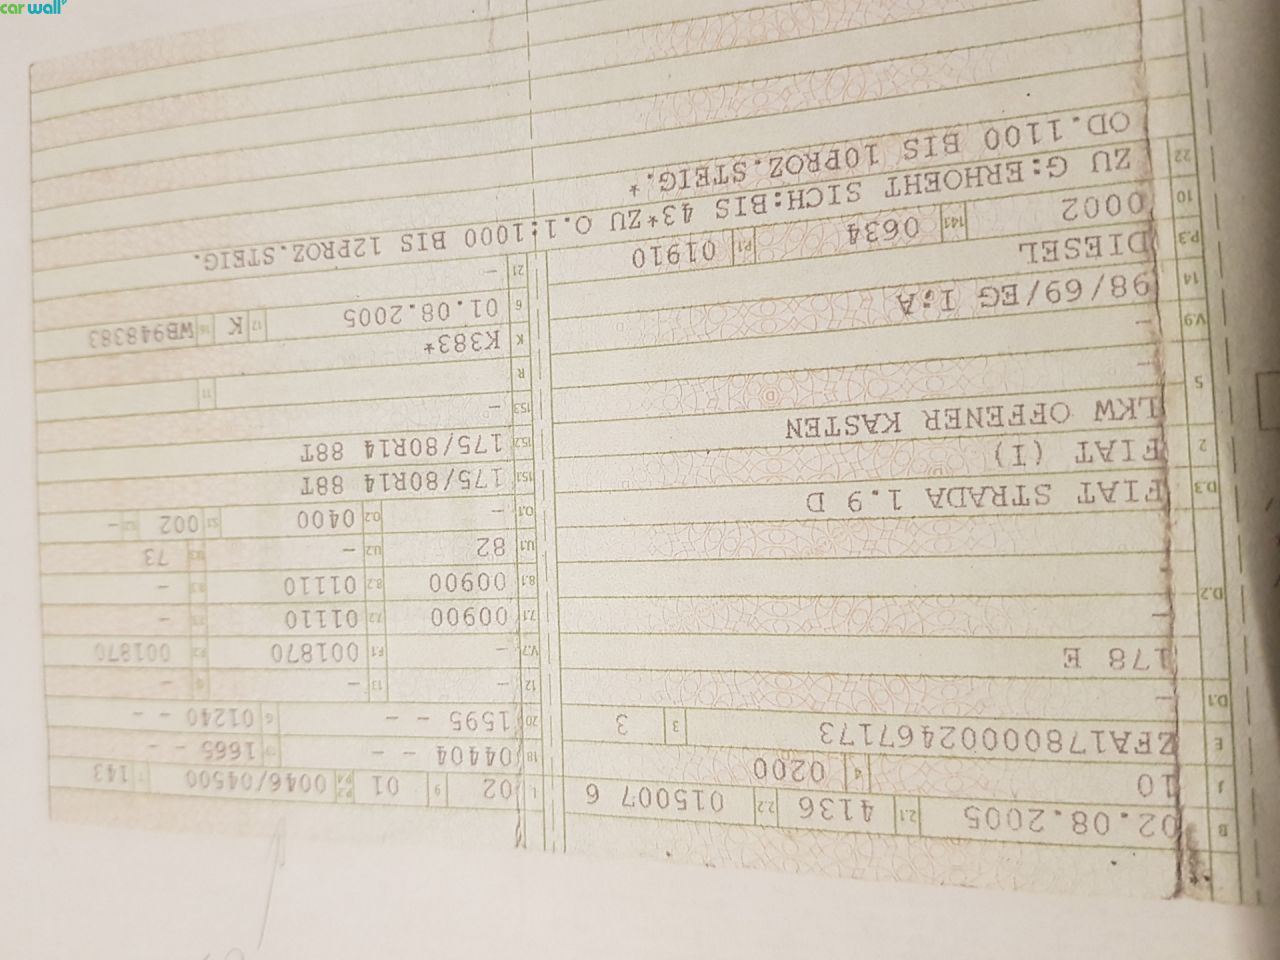 carwall
B 02.08.2005 2.1 4136 2.2 015007 6
J 10 4 0200
E ZFA17800002467173 3 3
D.1 -
D.2 178 E
-
D.3 FIAT STRADA 1.9 D
2 FIAT (I)
5 LKW OFFENER KASTEN
-
V.9 -
14 98/69/EG I;A
P.3 DIESEL
10 0002 14.1 0634 P.1 01910
L 02 9 01 P.2 P.4 0046/04500 T 143
18 04404 - - 19 1665 - -
20 1595 - - G 01240 - -
12 - 13 - Q -
V.7 - F.1 001870 F.2 001870
7.1 00900 7.2 01110 7.3 -
8.1 00900 8.2 01110 8.3 -
U.1 82 U.2 - U.3 73
O.1 - O.2 0400 S.1 002 S.2 -
15.1 175/80R14 88T
15.2 175/80R14 88T
15.3 -
R 11
K K383*
6 01.08.2005 17 K 16 WB948383
21 -
22 ZU G:ERHOEHT SICH:BIS 43*ZU O.1:1000 BIS 12PROZ.STEIG.
OD.1100 BIS 10PROZ.STEIG.*